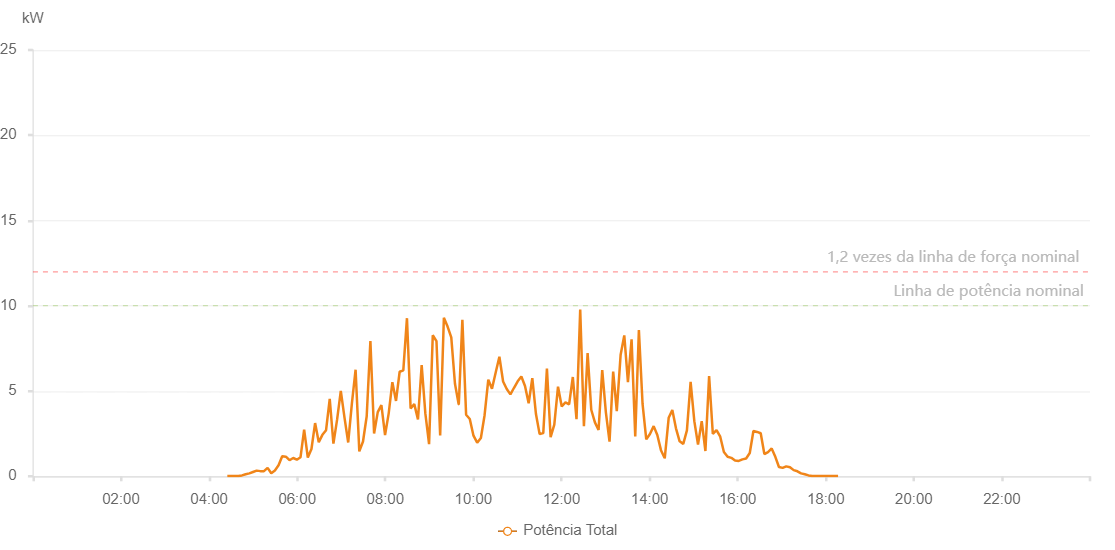 kW
25
20
15
1,2 vezes da linha de força nominal
Linha de potência nominal
10
5
0
02:00 04:00 06:00 08:00 10:00 12:00 14:00 16:00 18:00 20:00 22:00
Potência Total